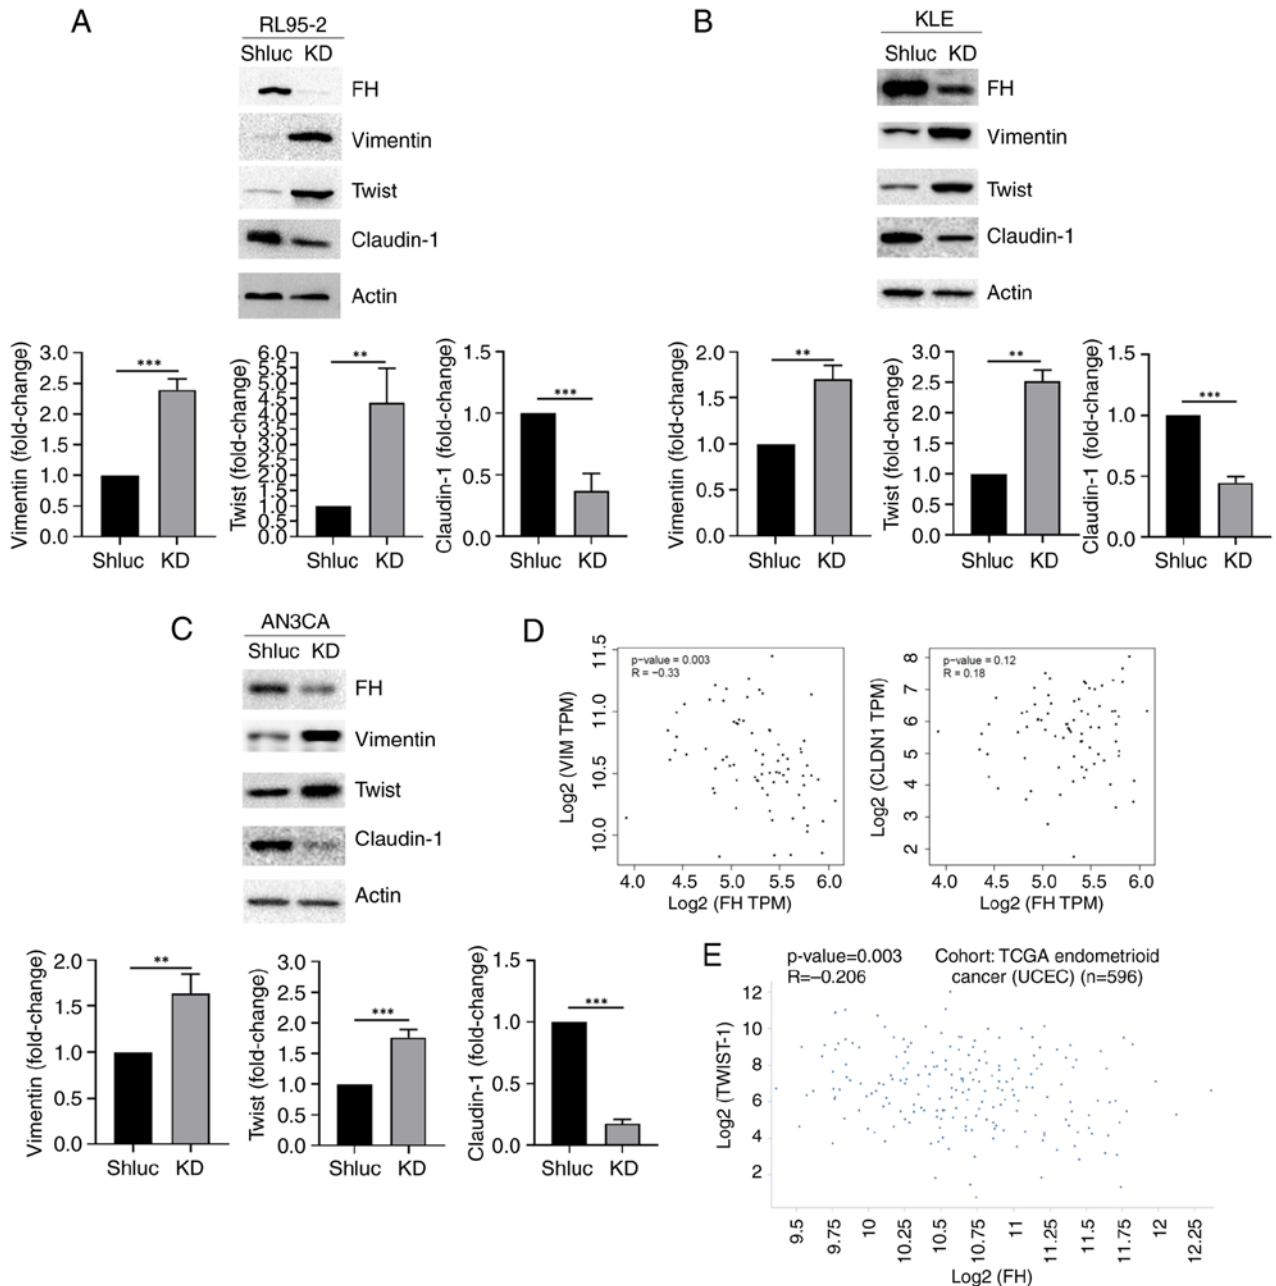 A
RL95-2
Shluc KD
FH
Vimentin
Twist
Claudin-1
Actin
B
KLE
Shluc KD
FH
Vimentin
Twist
Claudin-1
Actin
Vimentin (fold-change)
3.0
2.5
2.0
1.0
0.5
0.0
***
Shluc KD
Twist (fold-change)
6.0
5.5
5.0
4.5
4.0
3.5
3.0
2.5
2.0
1.5
1.0
0.5
0.0
**
Shluc KD
Claudin-1 (fold-change)
1.5
1.0
0.5
0.0
***
Shluc KD
Vimentin (fold-change)
2.0
1.5
1.0
0.5
0.0
**
Shluc KD
Twist (fold-change)
3.0
2.5
2.0
1.5
1.0
0.5
0.0
**
Shluc KD
Claudin-1 (fold-change)
1.5
1.0
0.5
0.0
***
Shluc KD
C
AN3CA
Shluc KD
FH
Vimentin
Twist
Claudin-1
Actin
Vimentin (fold-change)
2.0
1.5
1.0
0.5
0.0
**
Shluc KD
Twist (fold-change)
3.0
2.5
2.0
1.5
1.0
0.5
0.0
***
Shluc KD
Claudin-1 (fold-change)
1.5
1.0
0.5
0.0
***
Shluc KD
D
p-value = 0.003
R = −0.33
Log2 (VIM TPM)
11.5
11.0
10.5
10.0
4.0 4.5 5.0 5.5 6.0
Log2 (FH TPM)
p-value = 0.12
R = 0.18
Log2 (CLDN1 TPM)
8
7
6
5
4
3
2
4.0 4.5 5.0 5.5 6.0
Log2 (FH TPM)
E
p-value=0.003
R=−0.206
Cohort: TCGA endometrioid
cancer (UCEC) (n=596)
Log2 (TWIST-1)
12
10
8
6
4
2
9.5 9.75 10 10.25 10.5 10.75 11 11.25 11.5 11.75 12 12.25
Log2 (FH)